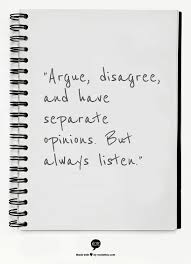 "Argue, disagree,
and have
separate
opinions. But
always listen."